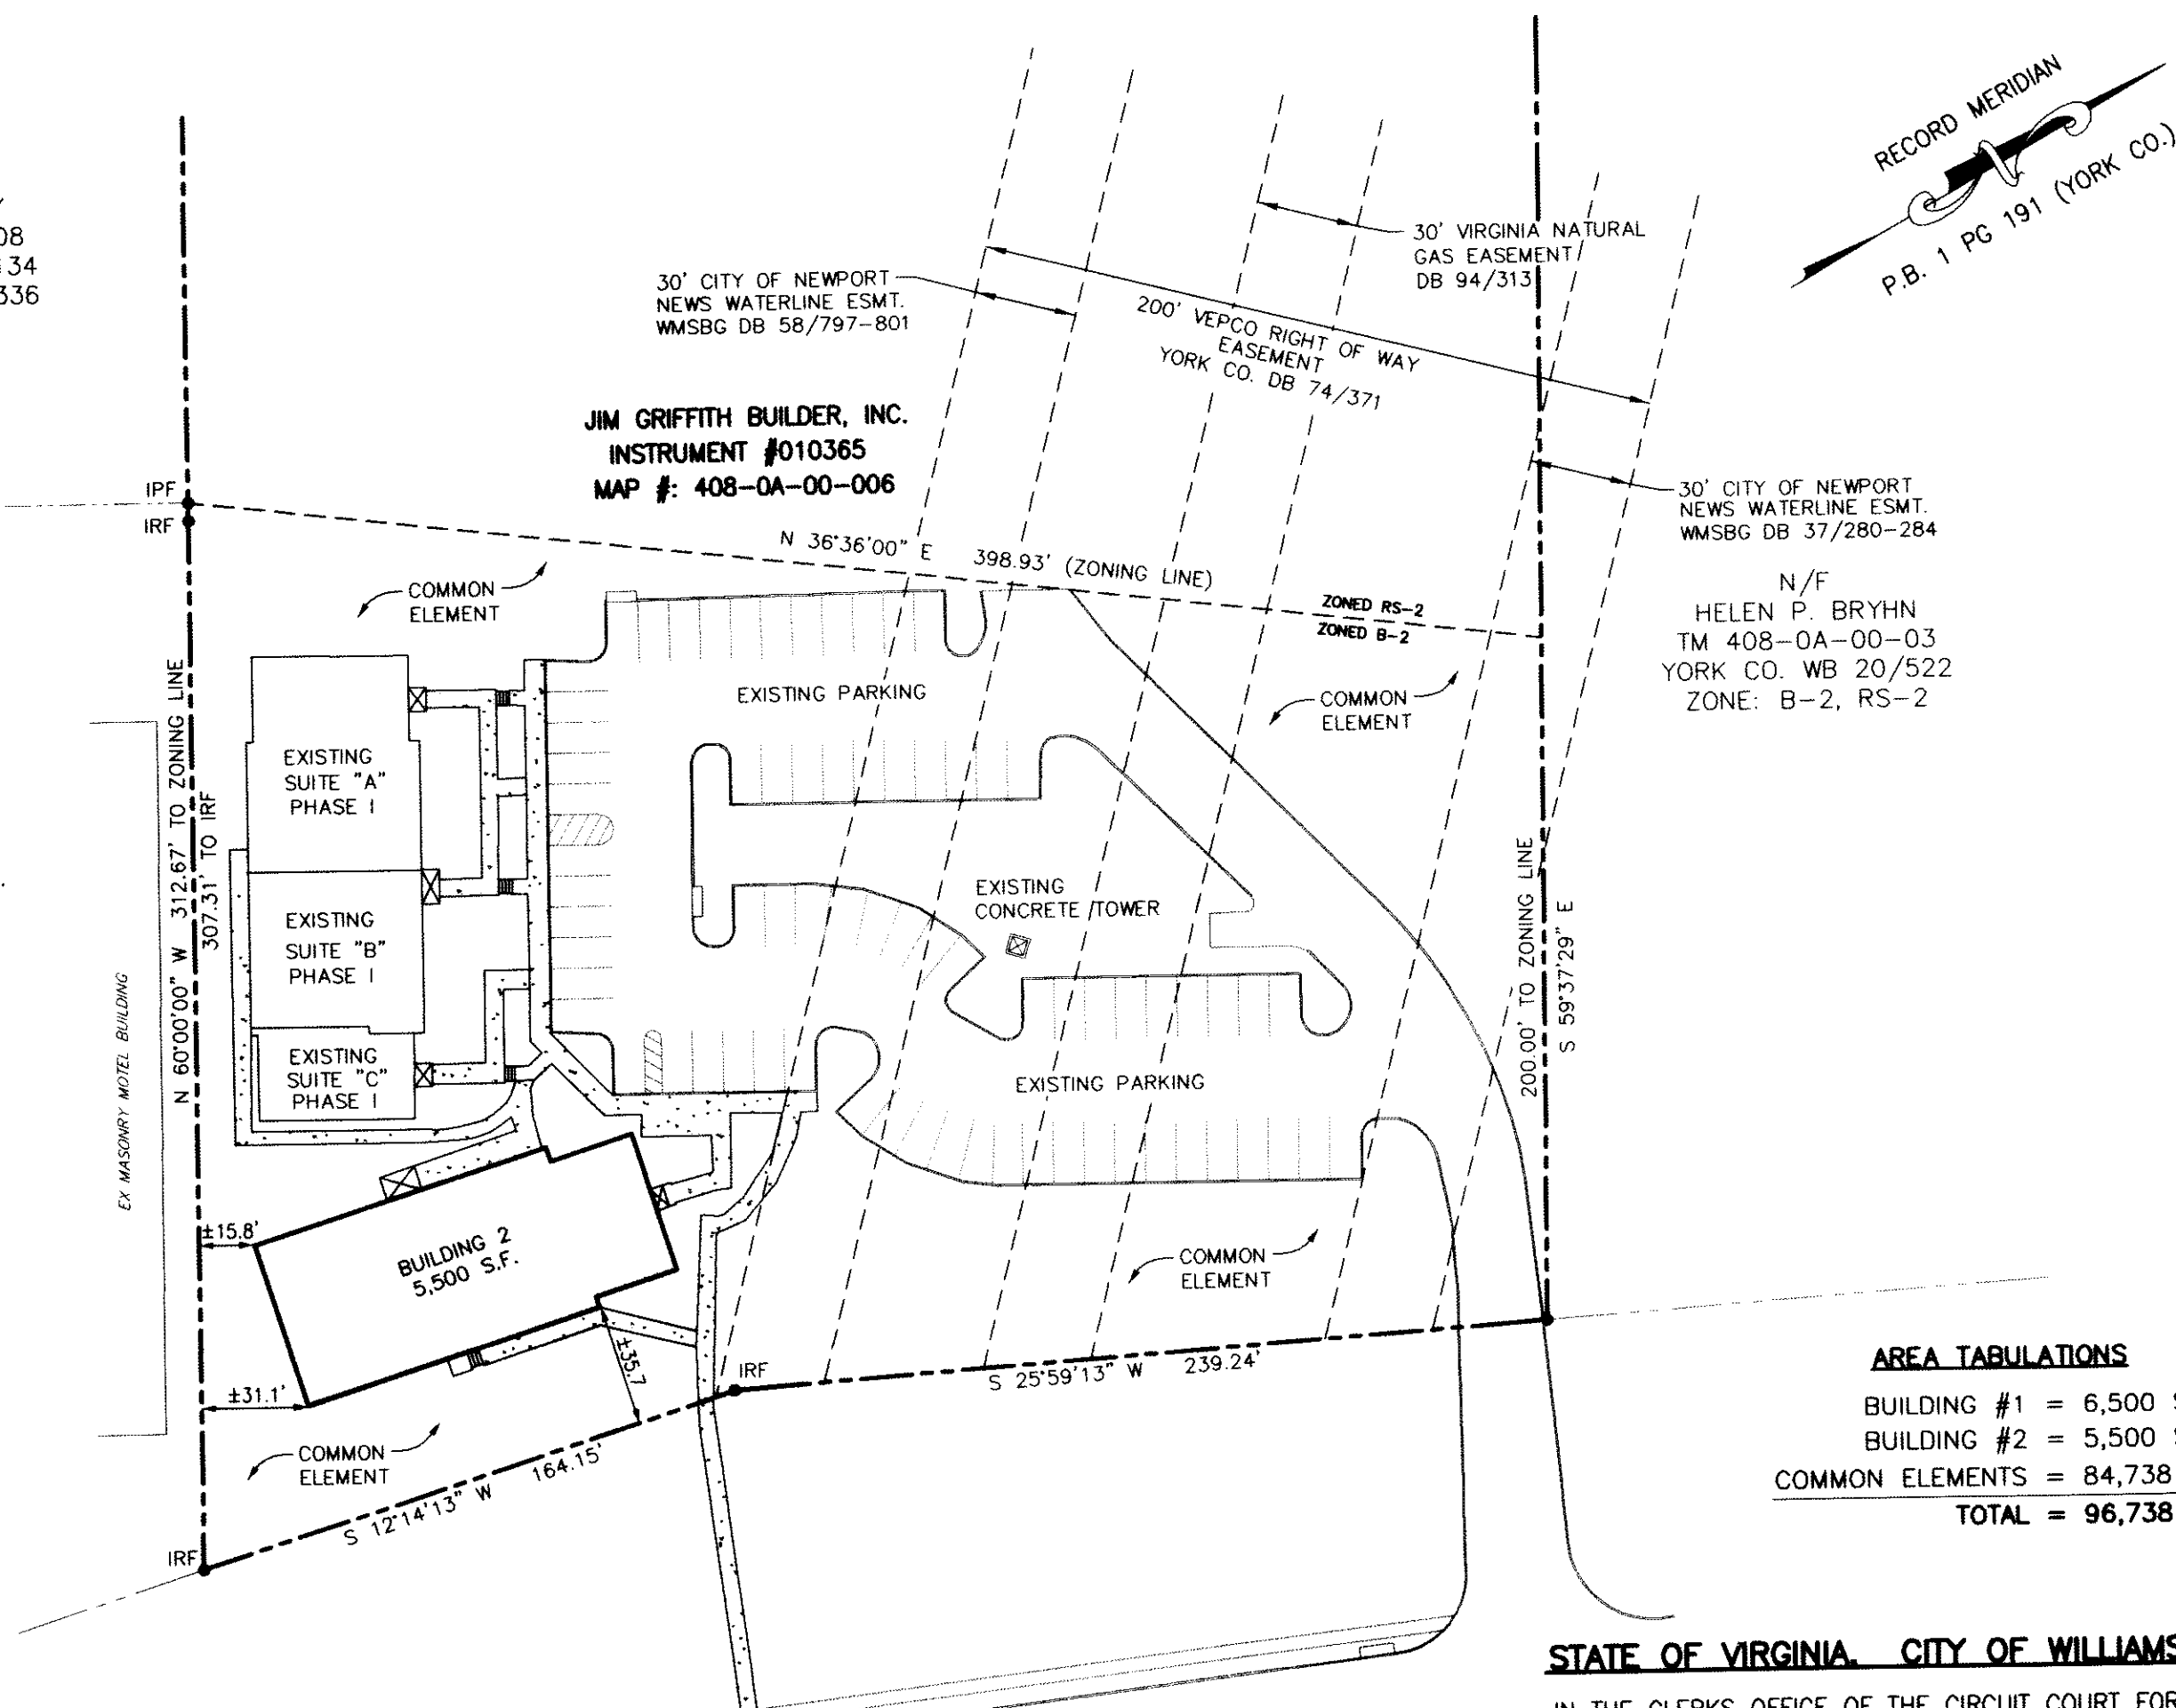 RECORD MERIDIAN
P.B. 1 PG 191 (YORK CO.)
08
34
336
30' CITY OF NEWPORT
NEWS WATERLINE ESMT.
WMSBG DB 58/797-801
30' VIRGINIA NATURAL
GAS EASEMENT
DB 94/313
200' VEPCO RIGHT OF WAY
EASEMENT
YORK CO. DB 74/371
JIM GRIFFITH BUILDER, INC.
INSTRUMENT #010365
MAP #: 408-0A-00-006
IPF
IRF
30' CITY OF NEWPORT
NEWS WATERLINE ESMT.
WMSBG DB 37/280-284
N 36°36'00" E 398.93' (ZONING LINE)
ZONED RS-2
ZONED B-2
N/F
HELEN P. BRYHN
TM 408-0A-00-03
YORK CO. WB 20/522
ZONE: B-2, RS-2
COMMON
ELEMENT
EXISTING PARKING
COMMON
ELEMENT
N 60°00'00" W 312.67' TO ZONING LINE
307.31' TO IRF
EXISTING
SUITE "A"
PHASE I
EXISTING
SUITE "B"
PHASE I
EXISTING
SUITE "C"
PHASE I
EXISTING
CONCRETE TOWER
200.00' TO ZONING LINE
S 59°37'29" E
EX MASONRY MOTEL BUILDING
EXISTING PARKING
±15.8'
BUILDING 2
5,500 S.F.
COMMON
ELEMENT
±35.7
±31.1'
IRF
S 25°59'13" W 239.24'
COMMON
ELEMENT
S 12°14'13" W 164.15'
IRF
AREA TABULATIONS
BUILDING #1 = 6,500
BUILDING #2 = 5,500
COMMON ELEMENTS = 84,738
TOTAL = 96,738
STATE OF VIRGINIA. CITY OF WILLIAMS
IN THE CLERKS OFFICE OF THE CIRCUIT COURT FOR